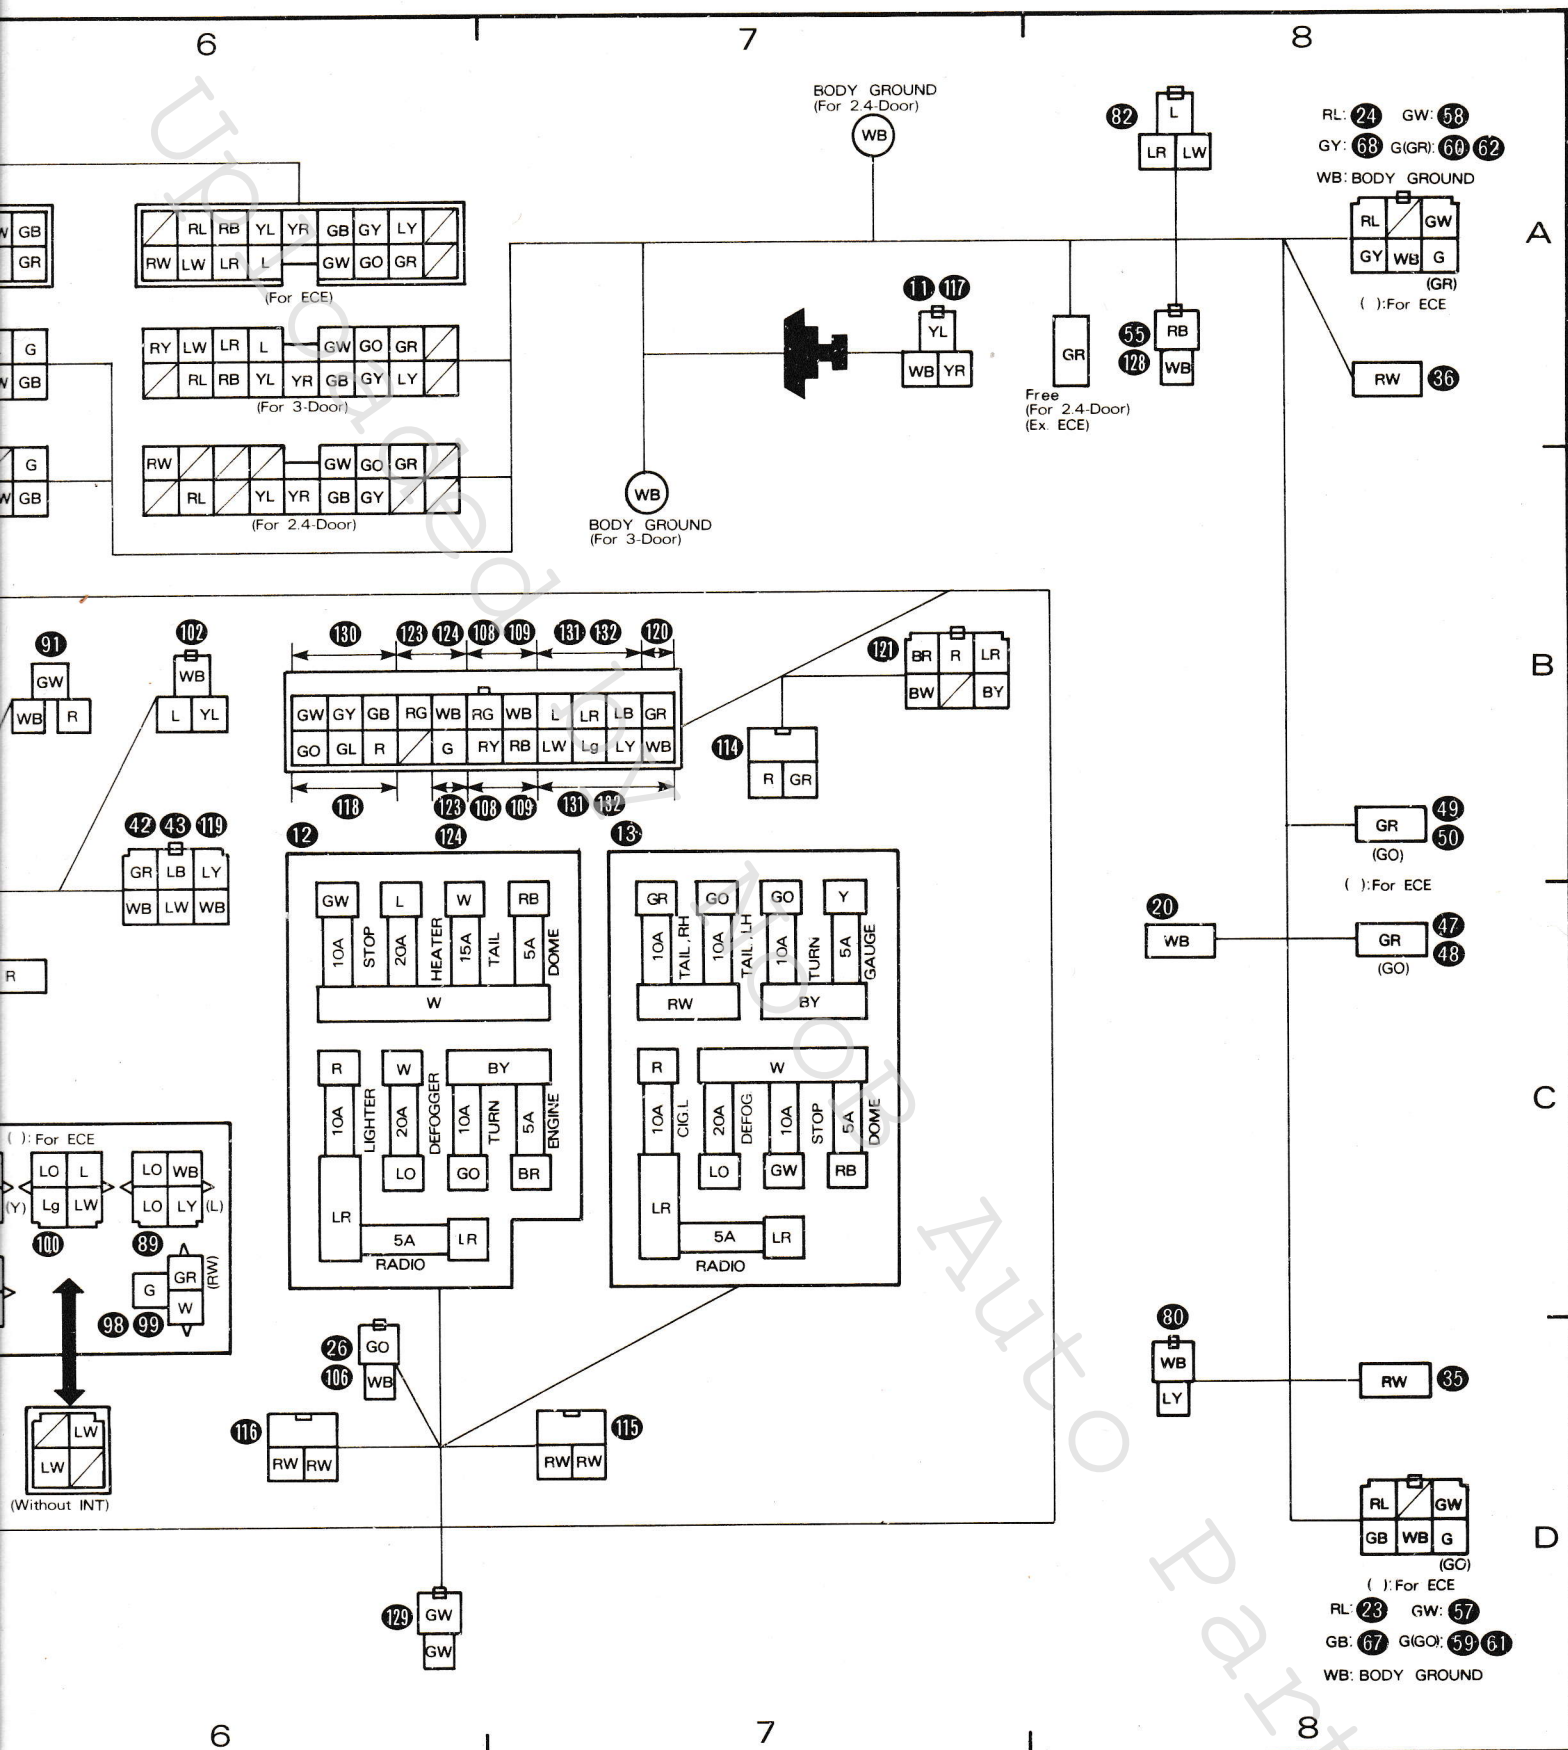 6 7 8
BODY GROUND
(For 2.4-Door)
WB
82
L
LR LW
RL: 24 GW: 58
GY: 68 G(GR): 60 62
WB: BODY GROUND
RL GW
GY WB G
(GR)
( ):For ECE
A
GB
GR
RL RB YL YR GB GY LY
RW LW LR L GW GO GR
(For ECE)
G
GB
RY LW LR L GW GO GR
RL RB YL YR GB GY LY
(For 3-Door)
G
GB
RW GW GO GR
RL YL YR GB GY
(For 2.4-Door)
11 117
YL
WB YR
GR
Free
(For 2.4-Door)
(Ex. ECE)
55
128
RB
WB
RW 36
WB
BODY GROUND
(For 3-Door)
91
GW
WB R
102
WB
L YL
130 123 124 108 109 131 132 120
GW GY GB RG WB RG WB L LR LB GR
GO GL R G RY RB LW Lg LY WB
118 123 108 109 131 132
124
121
BR R LR
BW BY
B
114
R GR
42 43 119
GR LB LY
WB LW WB
R
12
GW L W RB
10A STOP 20A HEATER 15A TAIL 5A DOME
W
R W BY
10A LIGHTER 20A DEFOGGER 10A TURN 5A ENGINE
LO GO BR
LR
5A LR
RADIO
13
GR GO GO Y
10A TAIL.RH 10A TAIL.LH 10A TURN 5A GAUGE
RW BY
R W
10A CIG.L 20A DEFOG. 10A STOP 5A DOME
LO GW RB
LR
5A LR
RADIO
GR 49
50
(GO)
( ):For ECE
20
WB
GR 47
48
(GO)
C
( ): For ECE
LO L
Lg LW
(Y)
100
LO WB
LO LY (L)
89
G GR (RW)
W
98 99
LW
LW
(Without INT)
26
106
GO
WB
116
RW RW
115
RW RW
129
GW
GW
80
WB
LY
RW 35
RL GW
GB WB G
(GO)
( ):For ECE
RL: 23 GW: 57
GB: 67 G(GO): 59 61
WB: BODY GROUND
D
6 7 8
Uploaded by NooB Auto Part